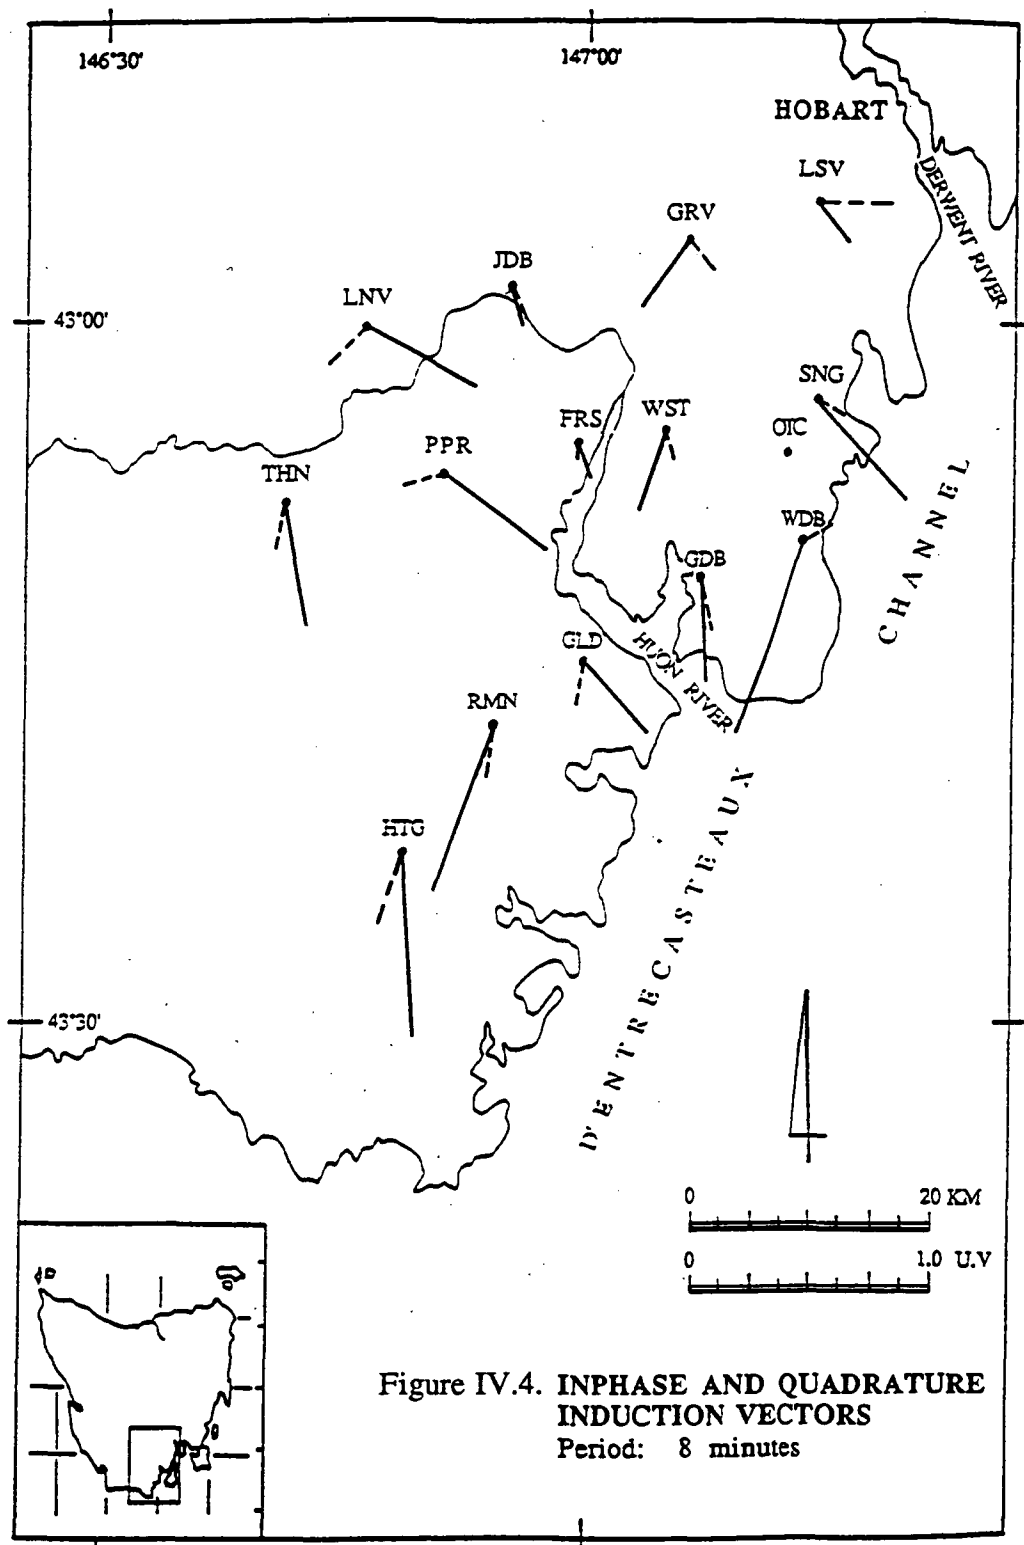 146°30'
147°00'
HOBART
LSV
DERWENT RIVER
GRV
JDB
LNV
43°00'
SNG
WST
FRS
OTC
PPR
THN
CHANNEL
WDB
GDB
GLD
HUON RIVER
RMN
HTG
D'ENTRECASTEAUX
43°30'
0 20 KM
0 1.0 U.V
Figure IV.4. INPHASE AND QUADRATURE
INDUCTION VECTORS
Period: 8 minutes